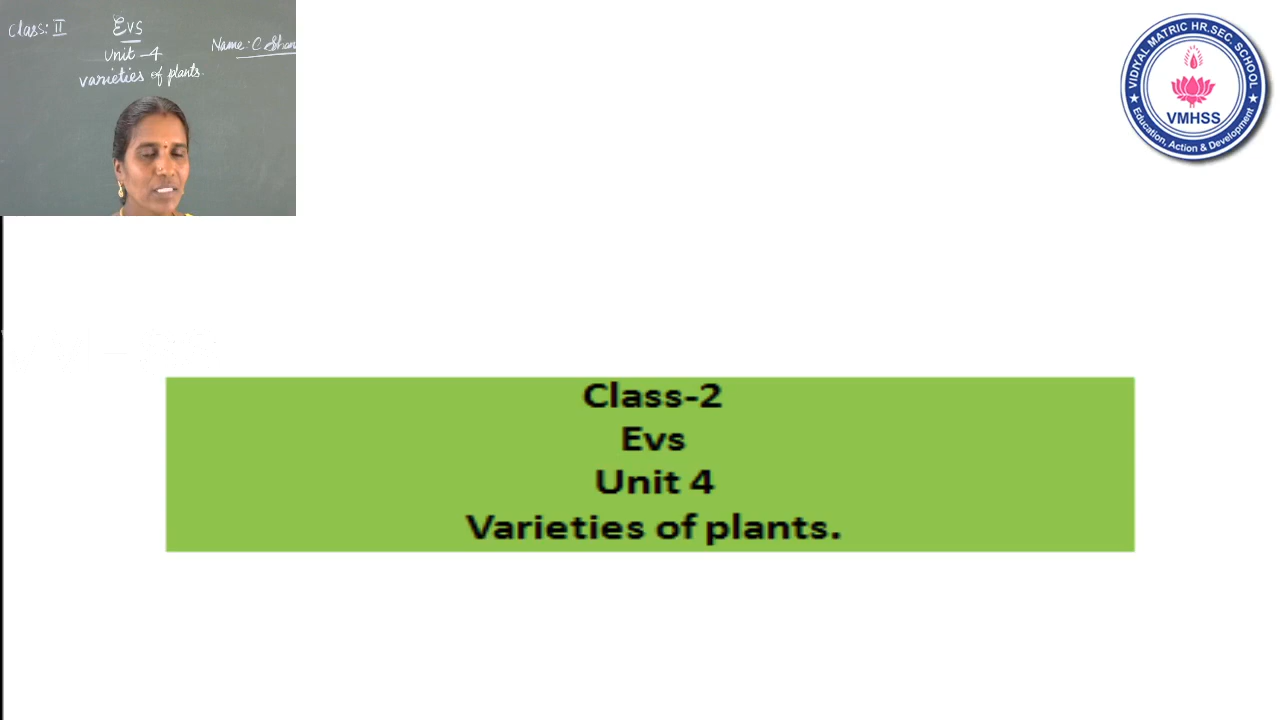 Class: II
Evs
Unit - 4
varieties of plants.
Name: C
VIDIYAL MATRIC HR.SEC. SCHOOL
VMHSS
★ Education, Action & Development ★
Class-2
Evs
Unit 4
Varieties of plants.